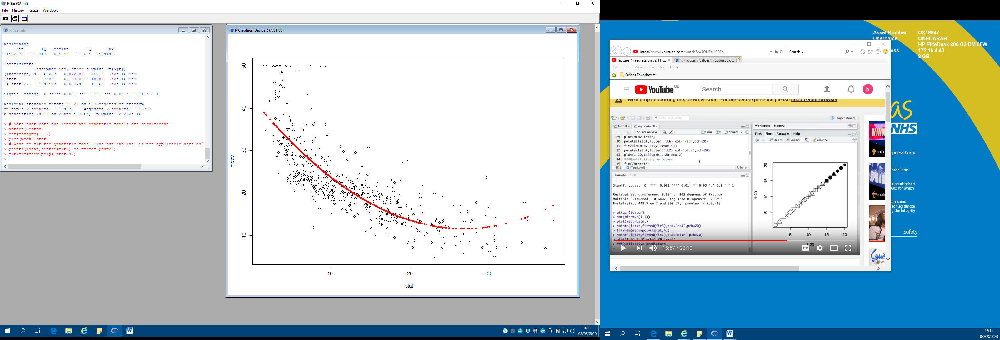 RGui (32-bit)
File History Resize Windows
R Console
Residuals:
Min 1Q Median 3Q Max
-15.2834 -3.8313 -0.5295 2.3095 25.4148
Coefficients:
Estimate Std. Error t value Pr(>|t|)
(Intercept) 42.862007 0.872084 49.15 <2e-16 ***
lstat -2.332821 0.123803 -18.84 <2e-16 ***
I(lstat^2) 0.043547 0.003745 11.63 <2e-16 ***
---
Signif. codes: 0 ‘***’ 0.001 ‘**’ 0.01 ‘*’ 0.05 ‘.’ 0.1 ‘ ’ 1
Residual standard error: 5.524 on 503 degrees of freedom
Multiple R-squared: 0.6407, Adjusted R-squared: 0.6393
F-statistic: 448.5 on 2 and 503 DF, p-value: < 2.2e-16
> # Note that both the linear and quadratic models are significant
> attach(Boston)
> par(mfrow=c(1,1))
> plot(medv~lstat)
> # Want to fit the quadratic model line but 'abline' is not applicable here as$
> points(lstat,fitted(fit6),col="red",pch=20)
> fit7=lm(medv~poly(lstat,4))
>
R Graphics: Device 2 (ACTIVE)
50
40
30
20
10
medv
10 20 30
lstat
16:11
03/03/2020
Asset Number OX19847
Username OKEDARAB
HP EliteDesk 800 G3 DM 65W
ess 172.16.4.40
8 GB
https://www.youtube.com/watch?v=5ONFqIk3RFg
Search...
lecture 7 r regression v2 111...
R: Housing Values in Suburbs o...
File Edit View Favourites Tools
Oxleas Favorites
YouTube GB
Search
b
We'll stop supporting this browser soon. For the best experience please update your browser.
Go to file/function
Project: (None)
Intro.R
regression.R
Source on Save
Run
Source
29 plot(medv~lstat)
30 points(lstat,fitted(fit6),col="red",pch=20)
31 fit7=lm(medv~poly(lstat,4))
32 points(lstat,fitted(fit7),col="blue",pch=20)
33 plot(1:20,1:20,pch=1:20,cex=2)
34 ###Qualitative predictors
35 fix(Carseats)
35:1 (Top Level) R Script
Console ~/
---
Signif. codes: 0 ‘***’ 0.001 ‘**’ 0.01 ‘*’ 0.05 ‘.’ 0.1 ‘ ’ 1
Residual standard error: 5.524 on 503 degrees of freedom
Multiple R-squared: 0.6407, Adjusted R-squared: 0.6393
F-statistic: 448.5 on 2 and 503 DF, p-value: < 2.2e-16
> attach(Boston)
> par(mfrow=c(1,1))
> plot(medv~lstat)
> points(lstat,fitted(fit6),col="red",pch=20)
> fit7=lm(medv~poly(lstat,4))
> points(lstat,fitted(fit7),col="blue",pch=20)
> plot(1:20,1:20,pch=1:20,cex=2)
> ###Qualitative predictors
>
15:57 / 22:10
Workspace History
Files Plots Packages Help
Zoom Export Clear All
20
15
10
5
1:20
5 10 15 20
1:20
CC
WINN
as
NHS
lpdesk Portal.
orer icon.
unauthorised
990) for which
tems and
for legitimate
ng the integrity
Safety
16:11
03/03/2020